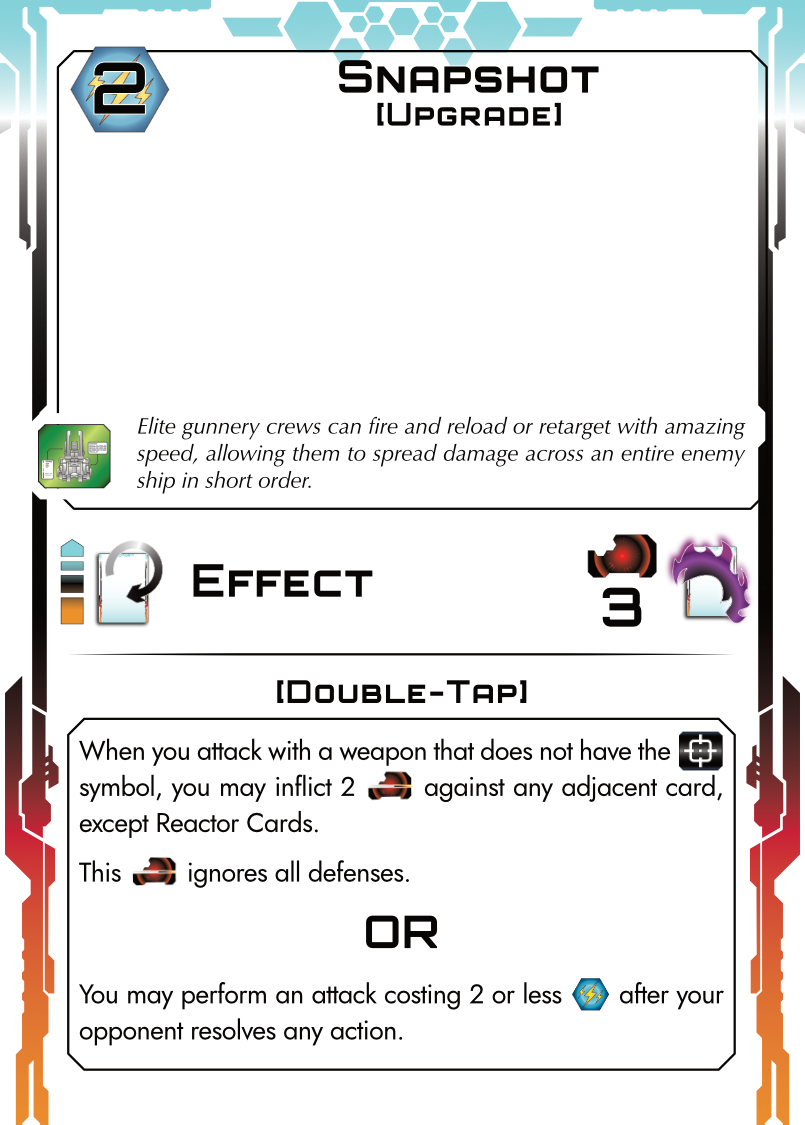 2
Snapshot
[Upgrade]
Elite gunnery crews can fire and reload or retarget with amazing
speed, allowing them to spread damage across an entire enemy
ship in short order.
Effect
3
[Double-Tap]
When you attack with a weapon that does not have the
symbol, you may inflict 2 against any adjacent card,
except Reactor Cards.
This ignores all defenses.
OR
You may perform an attack costing 2 or less after your
opponent resolves any action.